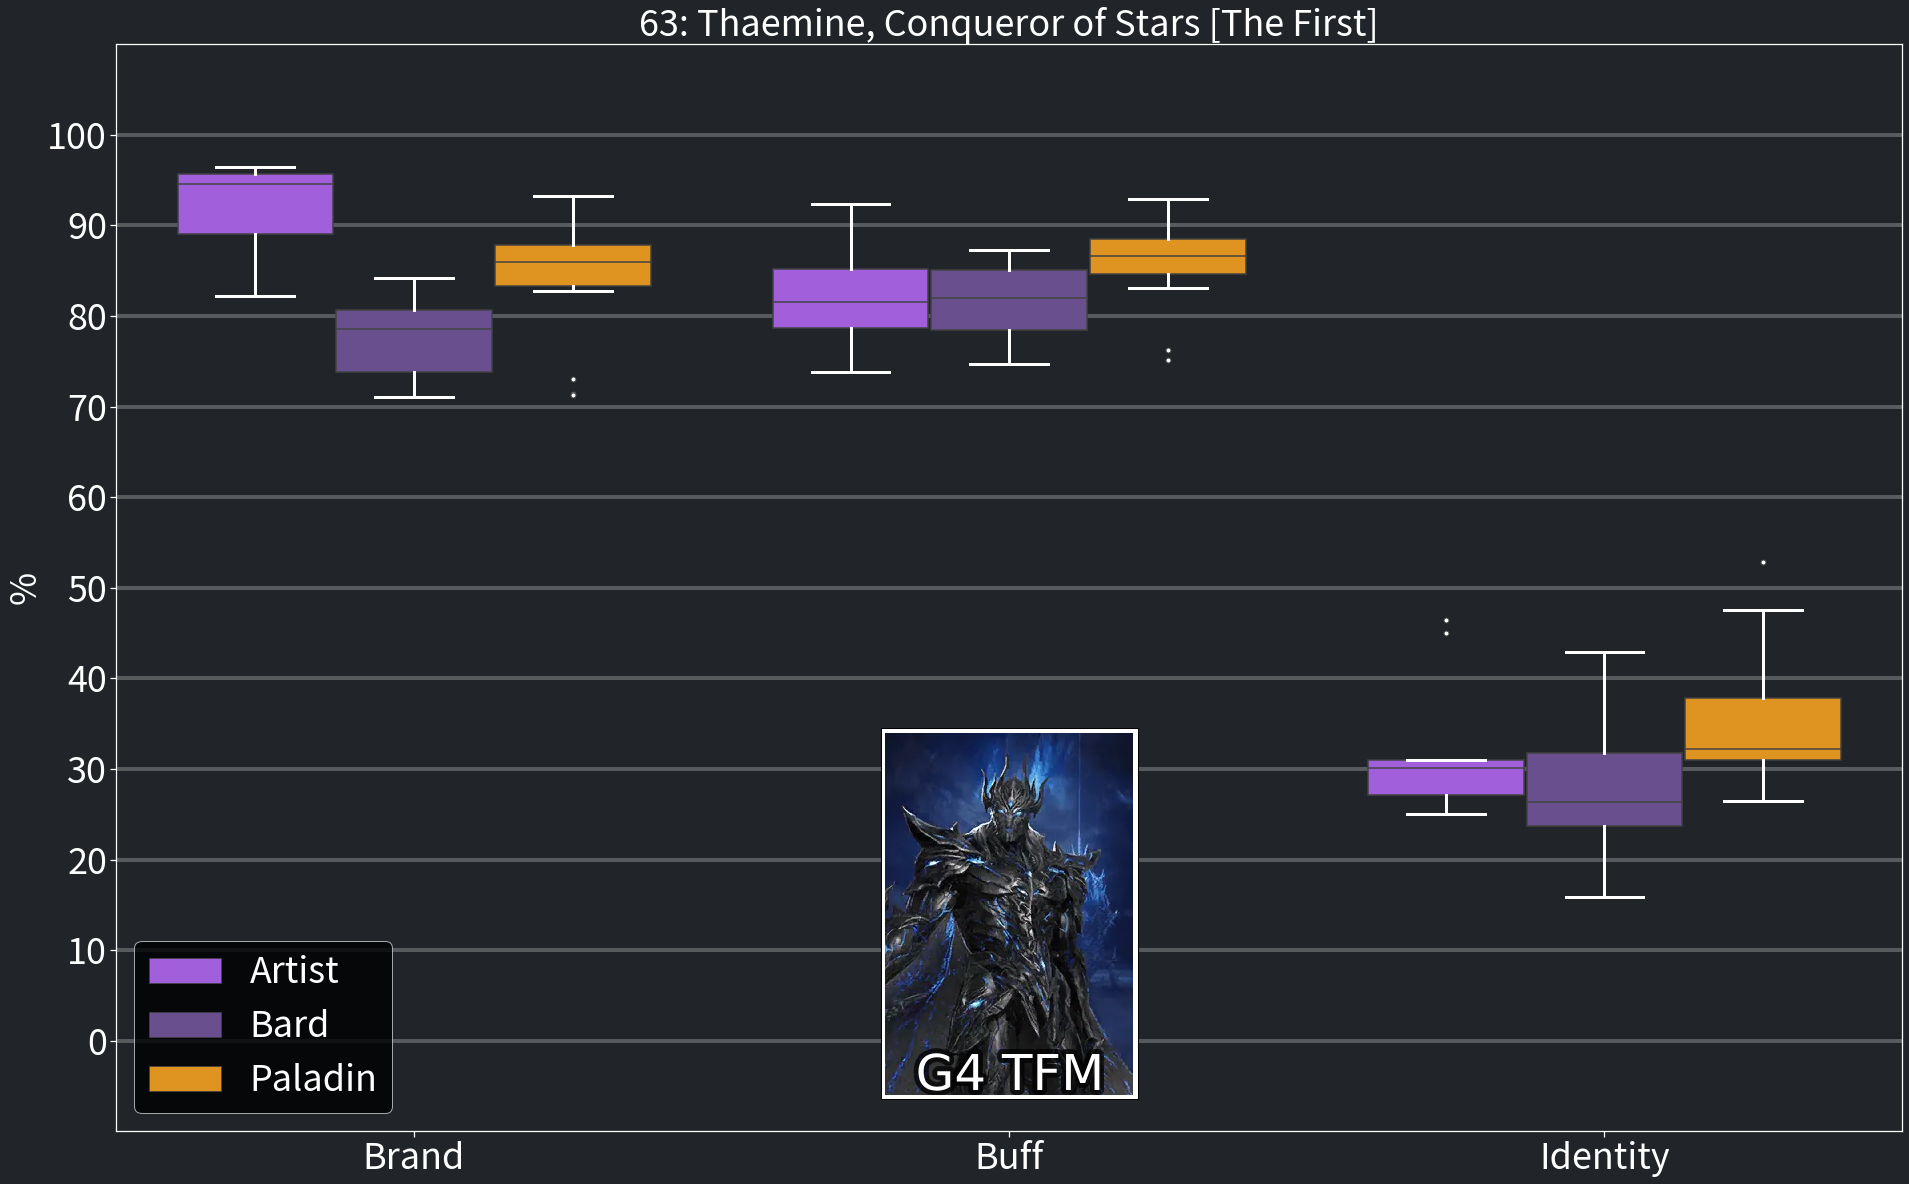 63: Thaemine, Conqueror of Stars [The First]
100
90
80
70
60
50
40
30
20
10
0
%
Artist
Bard
Paladin
G4 TFM
Brand Buff Identity